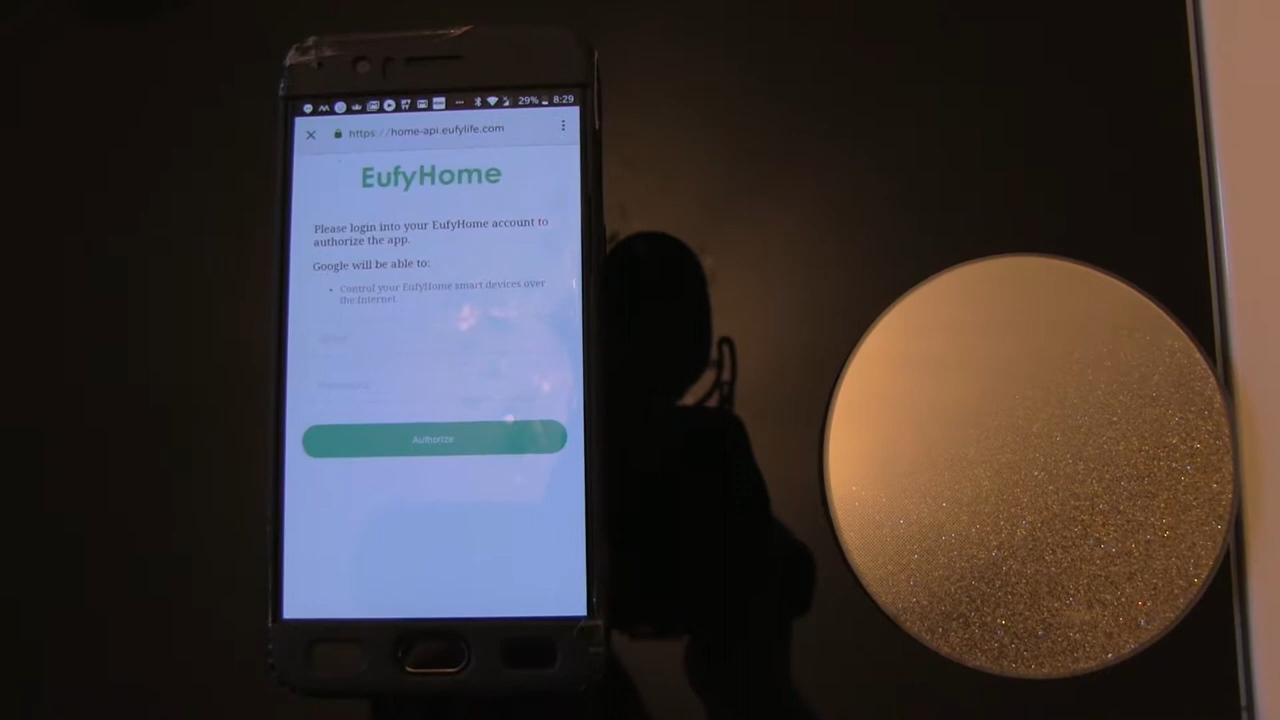 29% 8:29
https://home-api.eufylife.com
EufyHome
Please login into your EufyHome account to
authorize the app.
Google will be able to:
• Control your EufyHome smart devices over
the Internet.
Password
Authorize